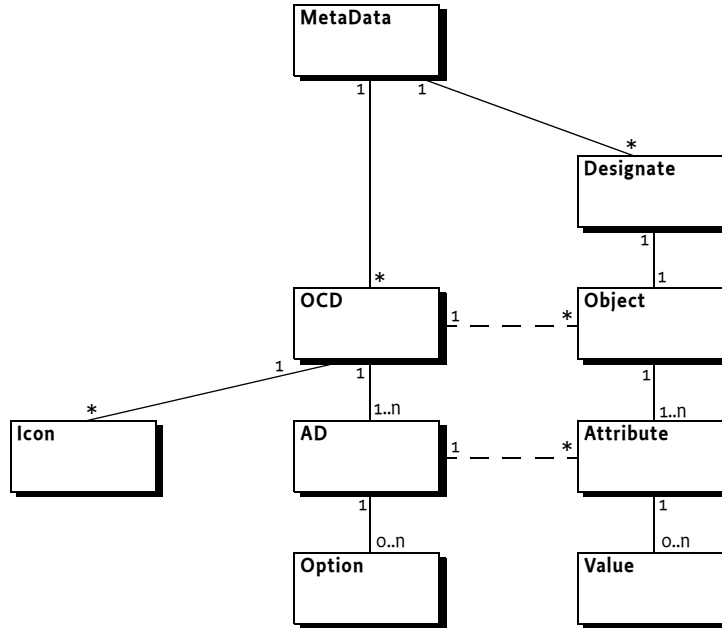 MetaData
1
1
*
Designate
1
*
1
OCD
1
*
Object
1
1
1
*
1..n
1..n
Icon
AD
1
*
Attribute
1
1
0..n
0..n
Option
Value